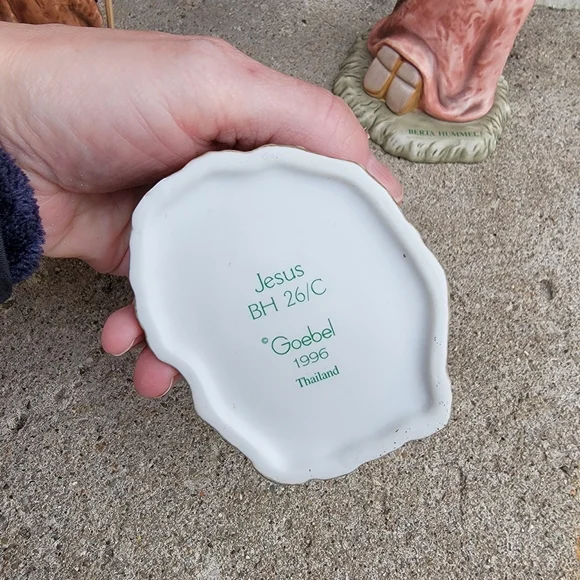 BERTA HUMMEL
Jesus
BH 26/C
© Goebel
1996
Thailand